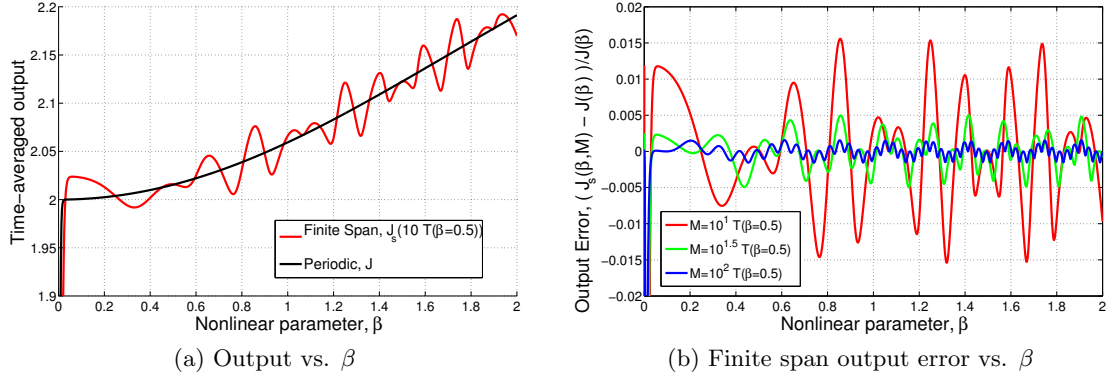 2.2
2.15
2.1
2.05
2
1.95
1.9
0 0.2 0.4 0.6 0.8 1 1.2 1.4 1.6 1.8 2
Time−averaged output
Nonlinear parameter, β
Finite Span, J_s(10 T(β=0.5))
Periodic, J
(a) Output vs. β
0.02
0.015
0.01
0.005
0
−0.005
−0.01
−0.015
−0.02
0 0.2 0.4 0.6 0.8 1 1.2 1.4 1.6 1.8 2
Output Error, ( J_s(β,M) − J(β) )/J(β)
Nonlinear parameter, β
M=10^1 T(β=0.5)
M=10^1.5 T(β=0.5)
M=10^2 T(β=0.5)
(b) Finite span output error vs. β